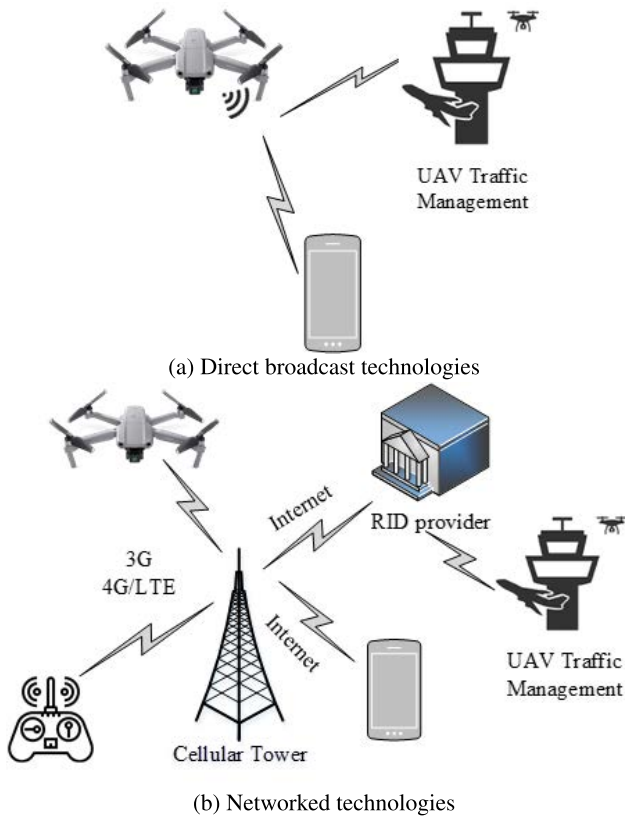 UAV Traffic
Management
(a) Direct broadcast technologies
Internet
RID provider
3G
4G/LTE
Internet
UAV Traffic
Management
Cellular Tower
(b) Networked technologies